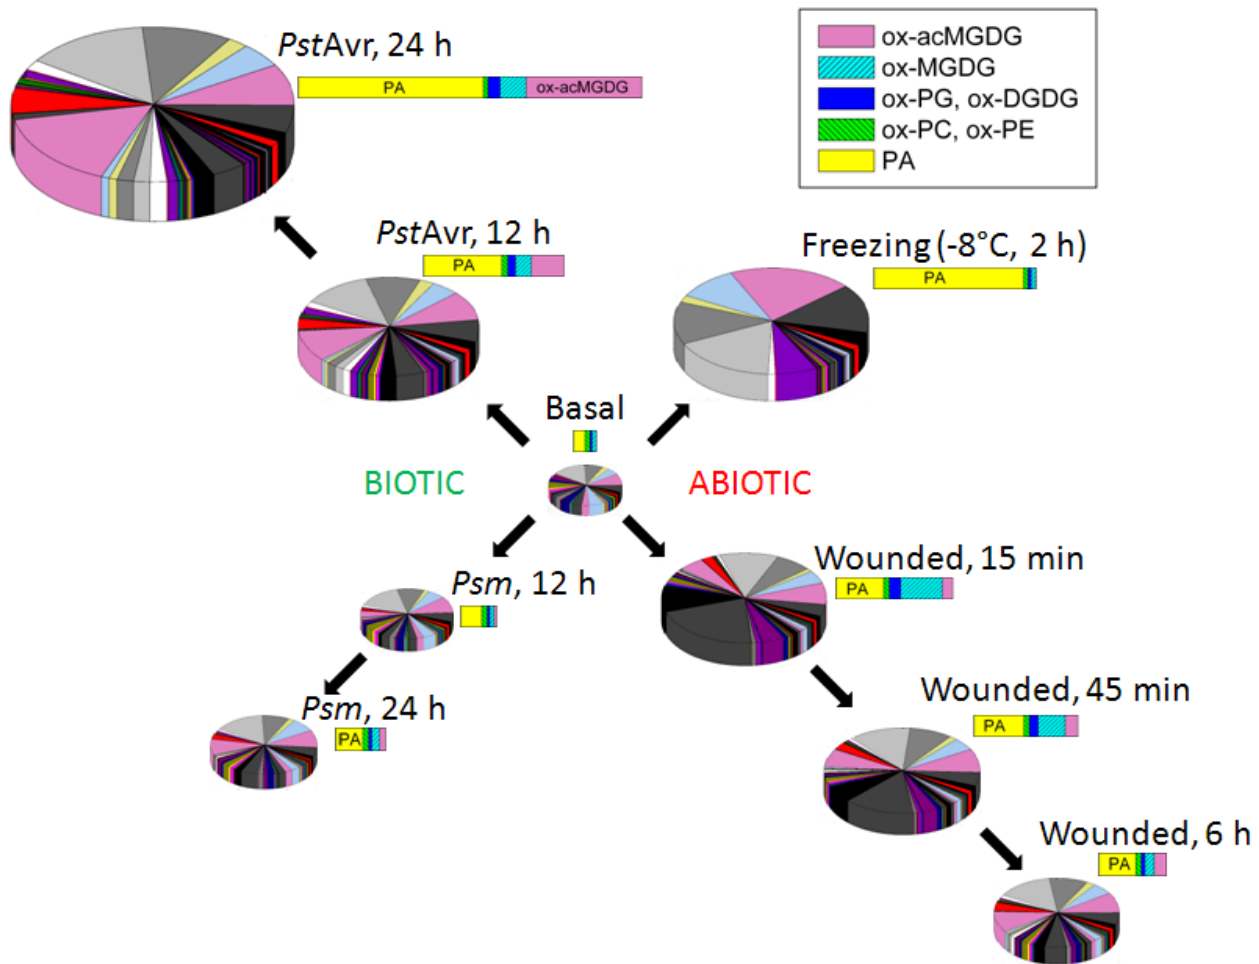 PstAvr, 24 h
PA
ox-acMGDG
ox-acMGDG
ox-MGDG
ox-PG, ox-DGDG
ox-PC, ox-PE
PA
PstAvr, 12 h
PA
Freezing (-8°C, 2 h)
PA
Basal
BIOTIC
ABIOTIC
Psm, 12 h
Wounded, 15 min
PA
Psm, 24 h
PA
Wounded, 45 min
PA
Wounded, 6 h
PA